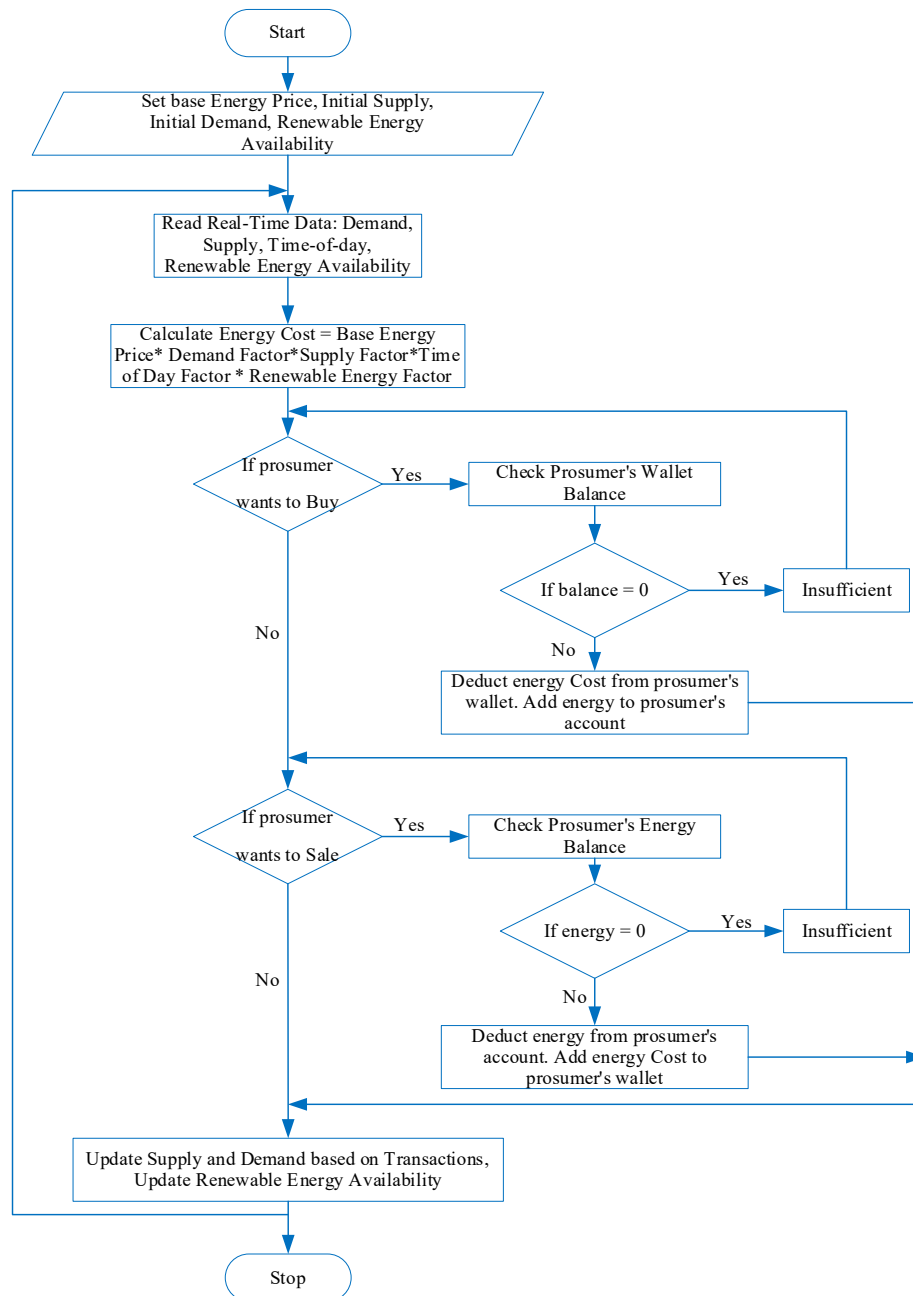 Start
Set base Energy Price, Initial Supply,
Initial Demand, Renewable Energy
Availability
Read Real-Time Data: Demand,
Supply, Time-of-day,
Renewable Energy Availability
Calculate Energy Cost = Base Energy
Price* Demand Factor*Supply Factor*Time
of Day Factor * Renewable Energy Factor
If prosumer
wants to Buy
Yes
Check Prosumer's Wallet
Balance
If balance = 0
Yes
Insufficient
No
No
Deduct energy Cost from prosumer's
wallet. Add energy to prosumer's
account
If prosumer
wants to Sale
Yes
Check Prosumer's Energy
Balance
If energy = 0
Yes
Insufficient
No
No
Deduct energy from prosumer's
account. Add energy Cost to
prosumer's wallet
Update Supply and Demand based on Transactions,
Update Renewable Energy Availability
Stop